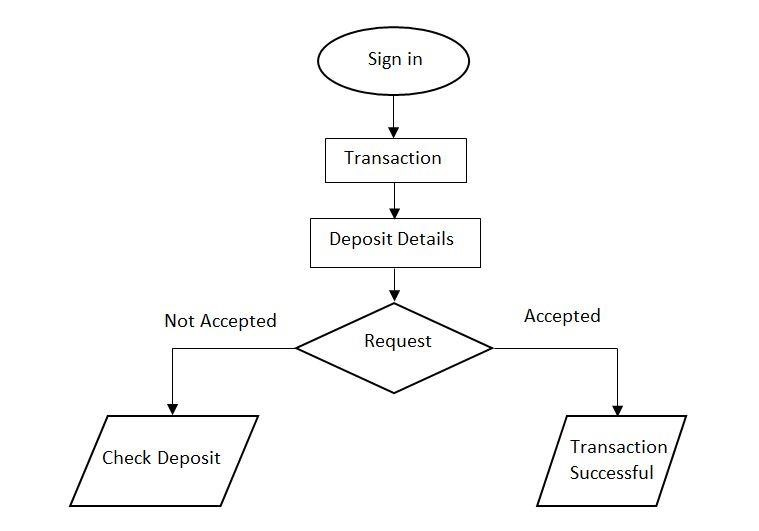 Sign in
Transaction
Deposit Details
Not Accepted
Request
Accepted
Check Deposit
Transaction
Successful